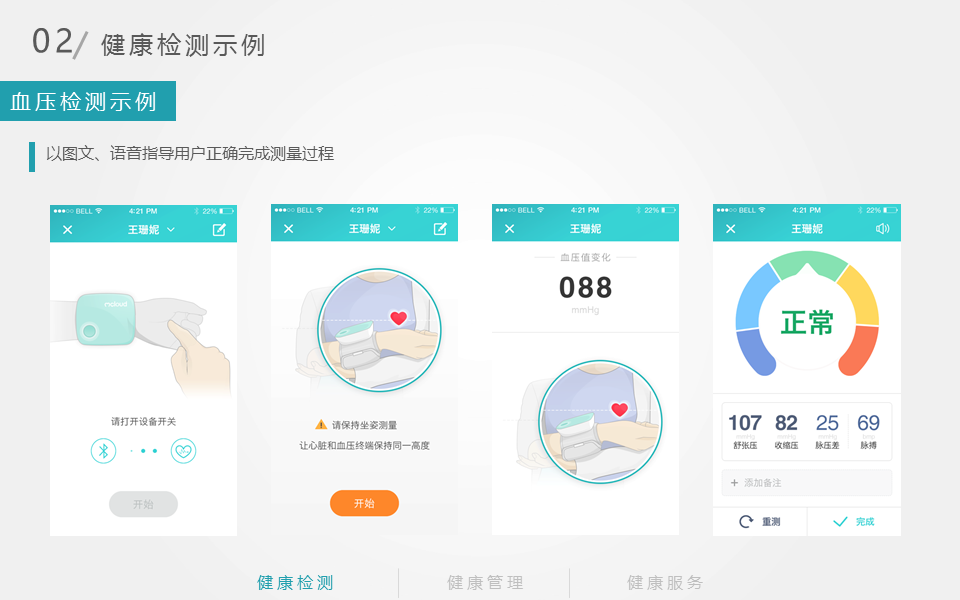 02/ 健康检测示例
血压检测示例
以图文、语音指导用户正确完成测量过程
BELL 4:21 PM 22%
王珊妮
请打开设备开关
开始
BELL 4:21 PM 22%
王珊妮
请保持坐姿测量
让心脏和血压终端保持同一高度
开始
BELL 4:21 PM 22%
王珊妮
血压值变化
088
mmHg
BELL 4:21 PM 22%
王珊妮
正常
107 82 25 69
舒张压 收缩压 脉压差 脉搏
+ 添加备注
重测 完成
健康检测 健康管理 健康服务